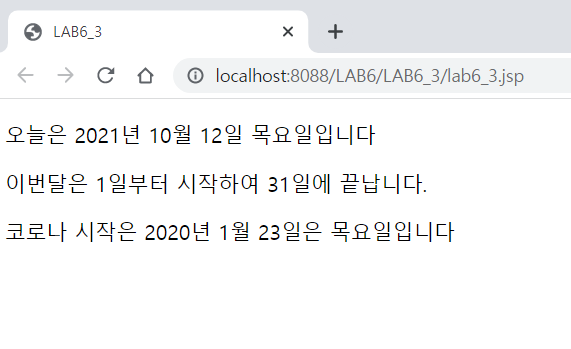 LAB6_3
localhost:8088/LAB6/LAB6_3/lab6_3.jsp
오늘은 2021년 10월 12일 목요일입니다
이번달은 1일부터 시작하여 31일에 끝납니다.
코로나 시작은 2020년 1월 23일은 목요일입니다